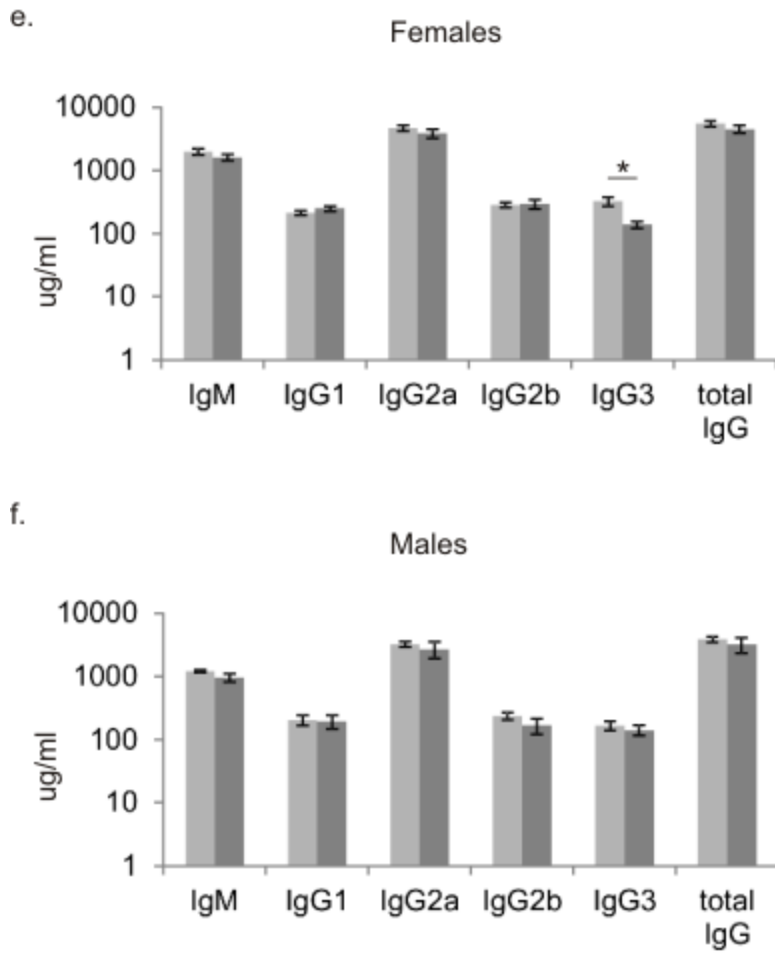 e.
Females
10000
1000
100
10
1
ug/ml
*
IgM IgG1 IgG2a IgG2b IgG3 total
IgG
f.
Males
10000
1000
100
10
1
ug/ml
IgM IgG1 IgG2a IgG2b IgG3 total
IgG